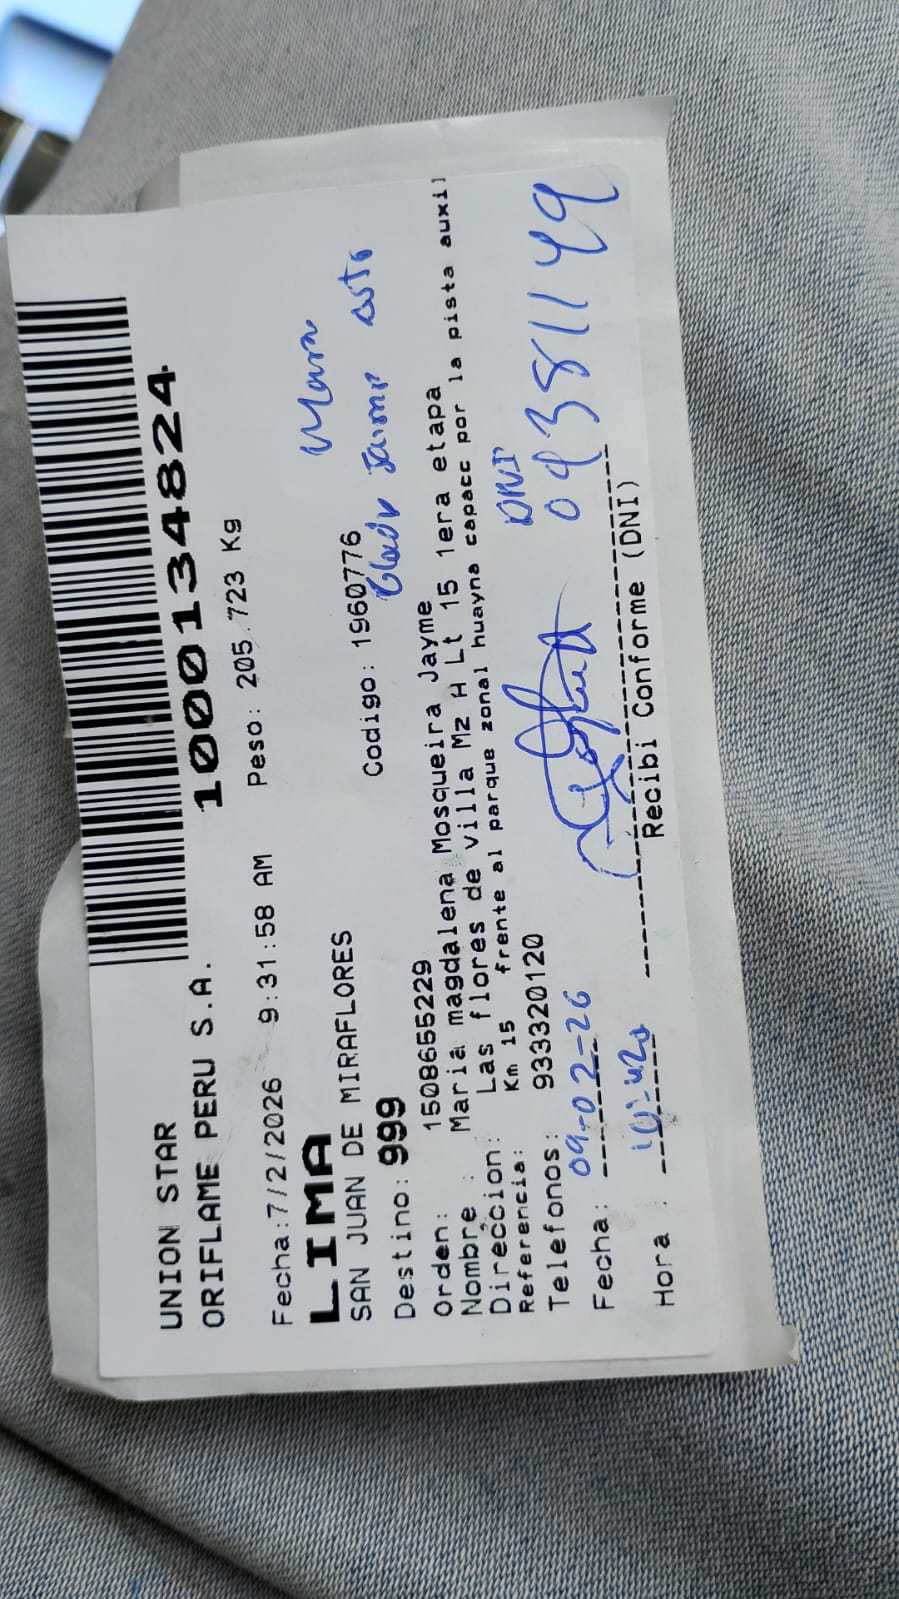 UNION STAR
ORIFLAME PERU S.A.
1000134824
Fecha:7/2/2026 9:31:58 AM Peso: 205.723 Kg
LIMA
SAN JUAN DE MIRAFLORES
Destino: 999 Codigo: 1960776
Orden: 1508655229
Nombre : Maria magdalena Mosqueira Jayme
Direccion: Las flores de villa Mz A Lt 15 1era etapa
Referencia: Km 15 frente al parque zonal huayna capacc por la pista auxil
Telefonos: 933320120
DNI
Fecha: 09-02-26 09381149
Hora :
Recibi Conforme (DNI)